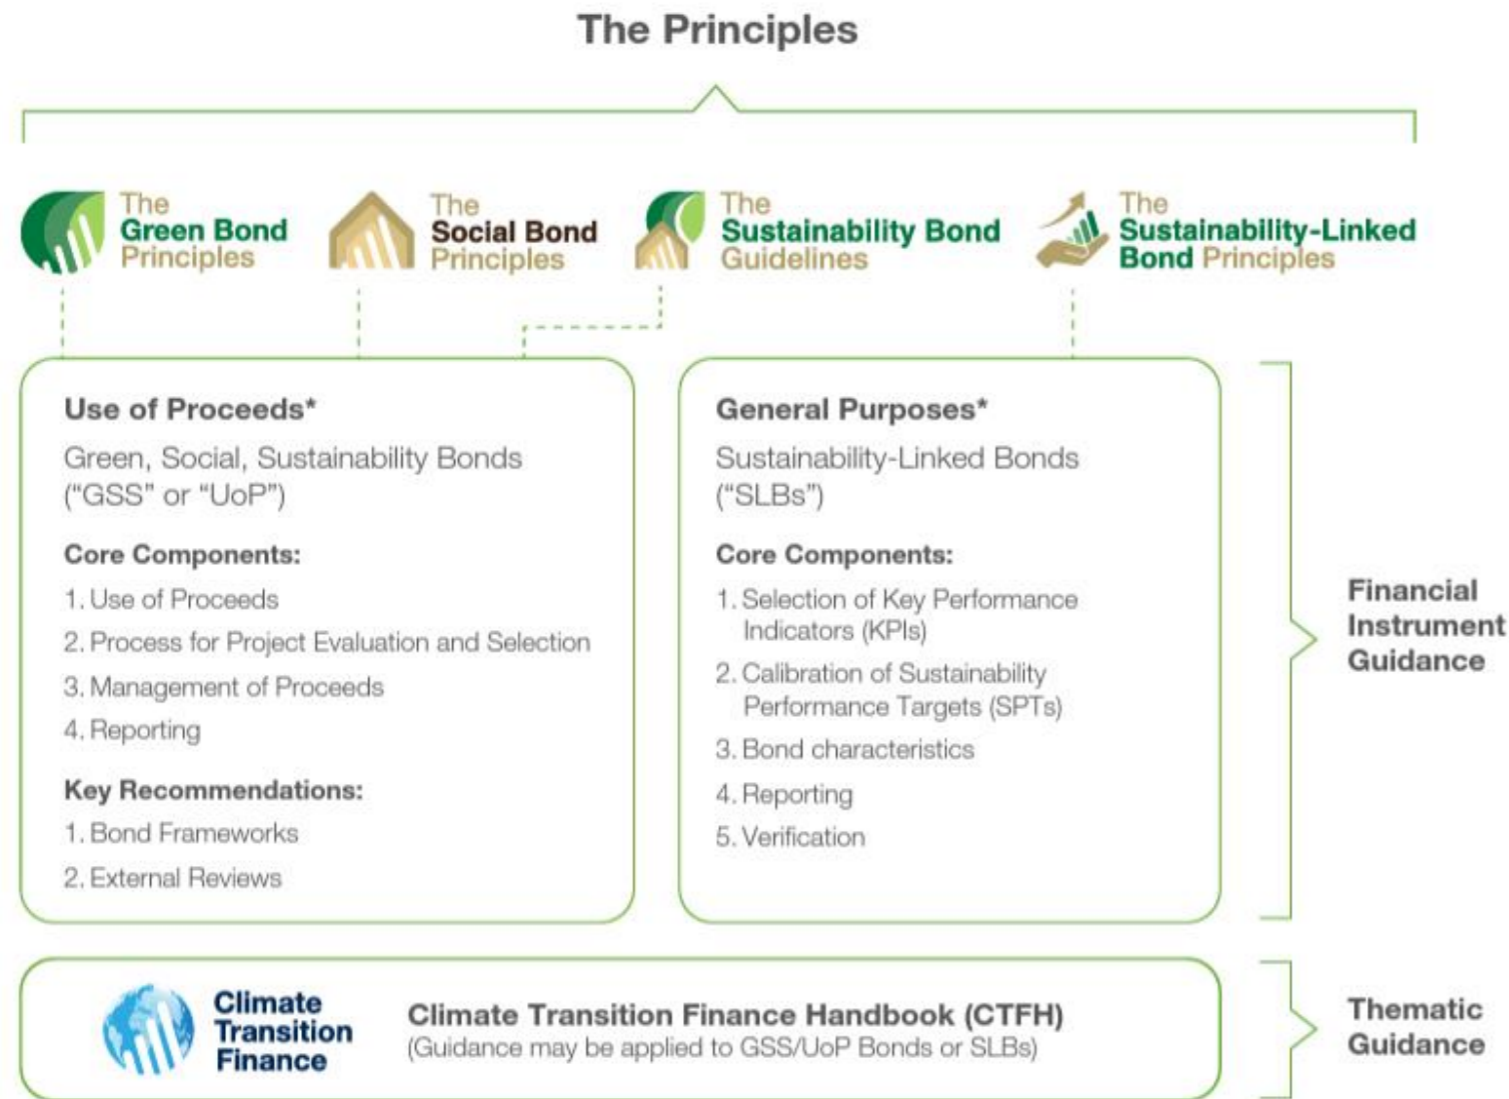 The Principles
The
Green Bond
Principles
The
Social Bond
Principles
The
Sustainability Bond
Guidelines
The
Sustainability-Linked
Bond Principles
Use of Proceeds*
Green, Social, Sustainability Bonds
(“GSS” or “UoP”)
Core Components:
1. Use of Proceeds
2. Process for Project Evaluation and Selection
3. Management of Proceeds
4. Reporting
Key Recommendations:
1. Bond Frameworks
2. External Reviews
General Purposes*
Sustainability-Linked Bonds
(“SLBs”)
Core Components:
1. Selection of Key Performance
Indicators (KPIs)
2. Calibration of Sustainability
Performance Targets (SPTs)
3. Bond characteristics
4. Reporting
5. Verification
Financial
Instrument
Guidance
Climate
Transition
Finance
Climate Transition Finance Handbook (CTFH)
(Guidance may be applied to GSS/UoP Bonds or SLBs)
Thematic
Guidance